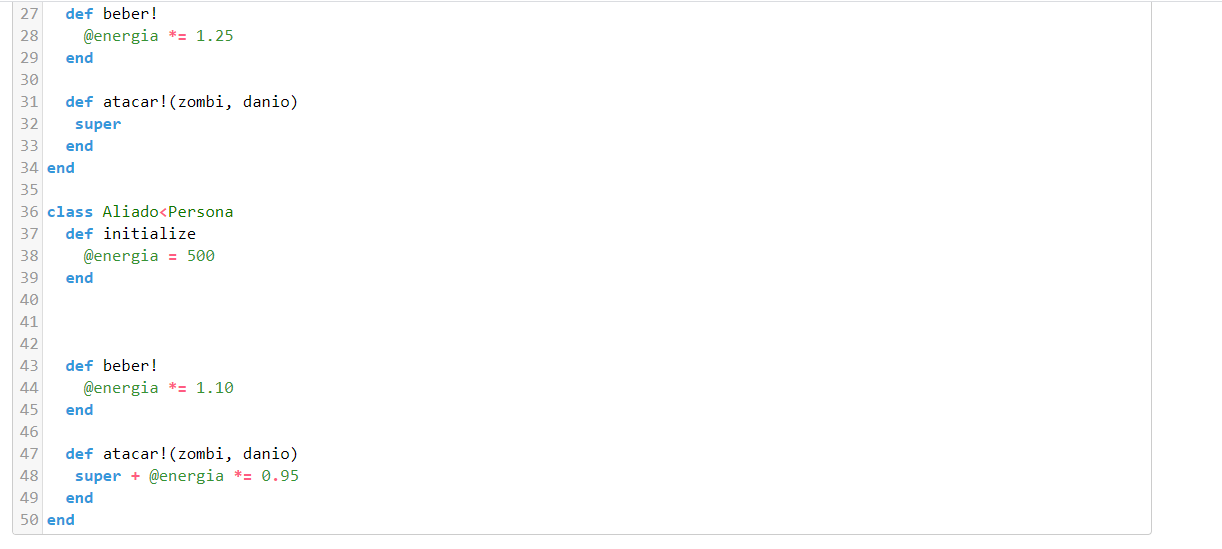 27 def beber!
28 @energia *= 1.25
29 end
30
31 def atacar!(zombi, danio)
32 super
33 end
34 end
35
36 class Aliado<Persona
37 def initialize
38 @energia = 500
39 end
40
41
42
43 def beber!
44 @energia *= 1.10
45 end
46
47 def atacar!(zombi, danio)
48 super + @energia *= 0.95
49 end
50 end